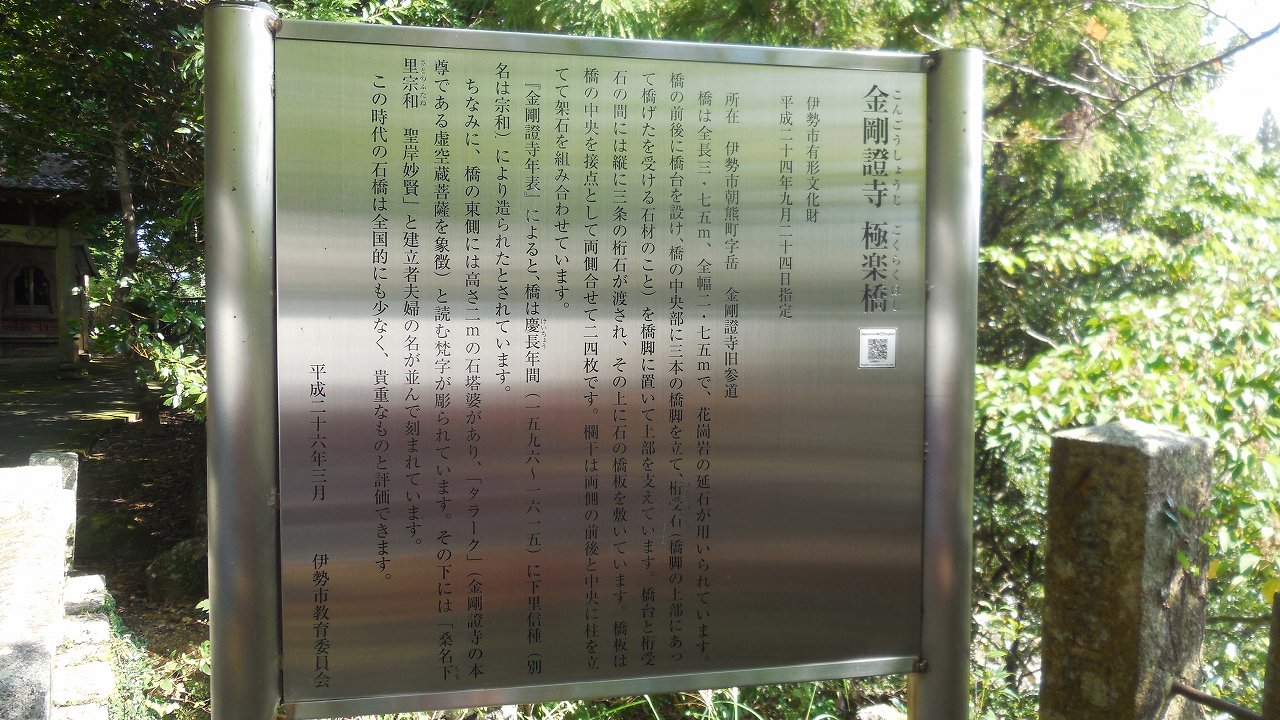 金剛證寺 極楽橋
こんごうしょうじ ごくらくばし
伊勢市有形文化財
平成二十四年九月二十四日指定
所在 伊勢市朝熊町字岳 金剛證寺旧参道
橋は全長三・七五m、全幅二・七五mで、花崗岩の延石が用いられています。
橋の前後に橋台を設け、橋の中央部に三本の橋脚を立て、桁受石(橋脚の上部にあっ
て橋げたを受ける石材のこと)を橋脚に置いて上部を支えています。橋台と桁受
石の間には縦に三条の桁石が渡され、その上に石の橋板を敷いています。橋板は
橋の中央を接点として両側合せて二四枚です。欄干は両側の前後と中央に柱を立
てて架石を組み合わせています。
『金剛證寺年表』によると、橋は慶長年間(一五九六~一六一五)に下里信種(別
名は宗和)により造られたとされています。
ちなみに、橋の東側には高さ二mの石塔婆があり、「タラーク」(金剛證寺の本
尊である虚空蔵菩薩を象徴)と読む梵字が彫られています。その下には「桑名下
里宗和 聖岸妙賢」と建立者夫婦の名が並んで刻まれています。
この時代の石橋は全国的にも少なく、貴重なものと評価できます。
平成二十六年三月 伊勢市教育委員会